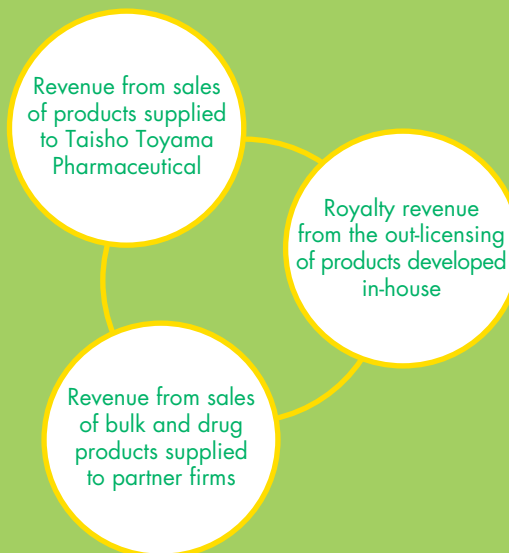 Revenue from sales
of products supplied
to Taisho Toyama
Pharmaceutical
Royalty revenue
from the out-licensing
of products developed
in-house
Revenue from sales
of bulk and drug
products supplied
to partner firms